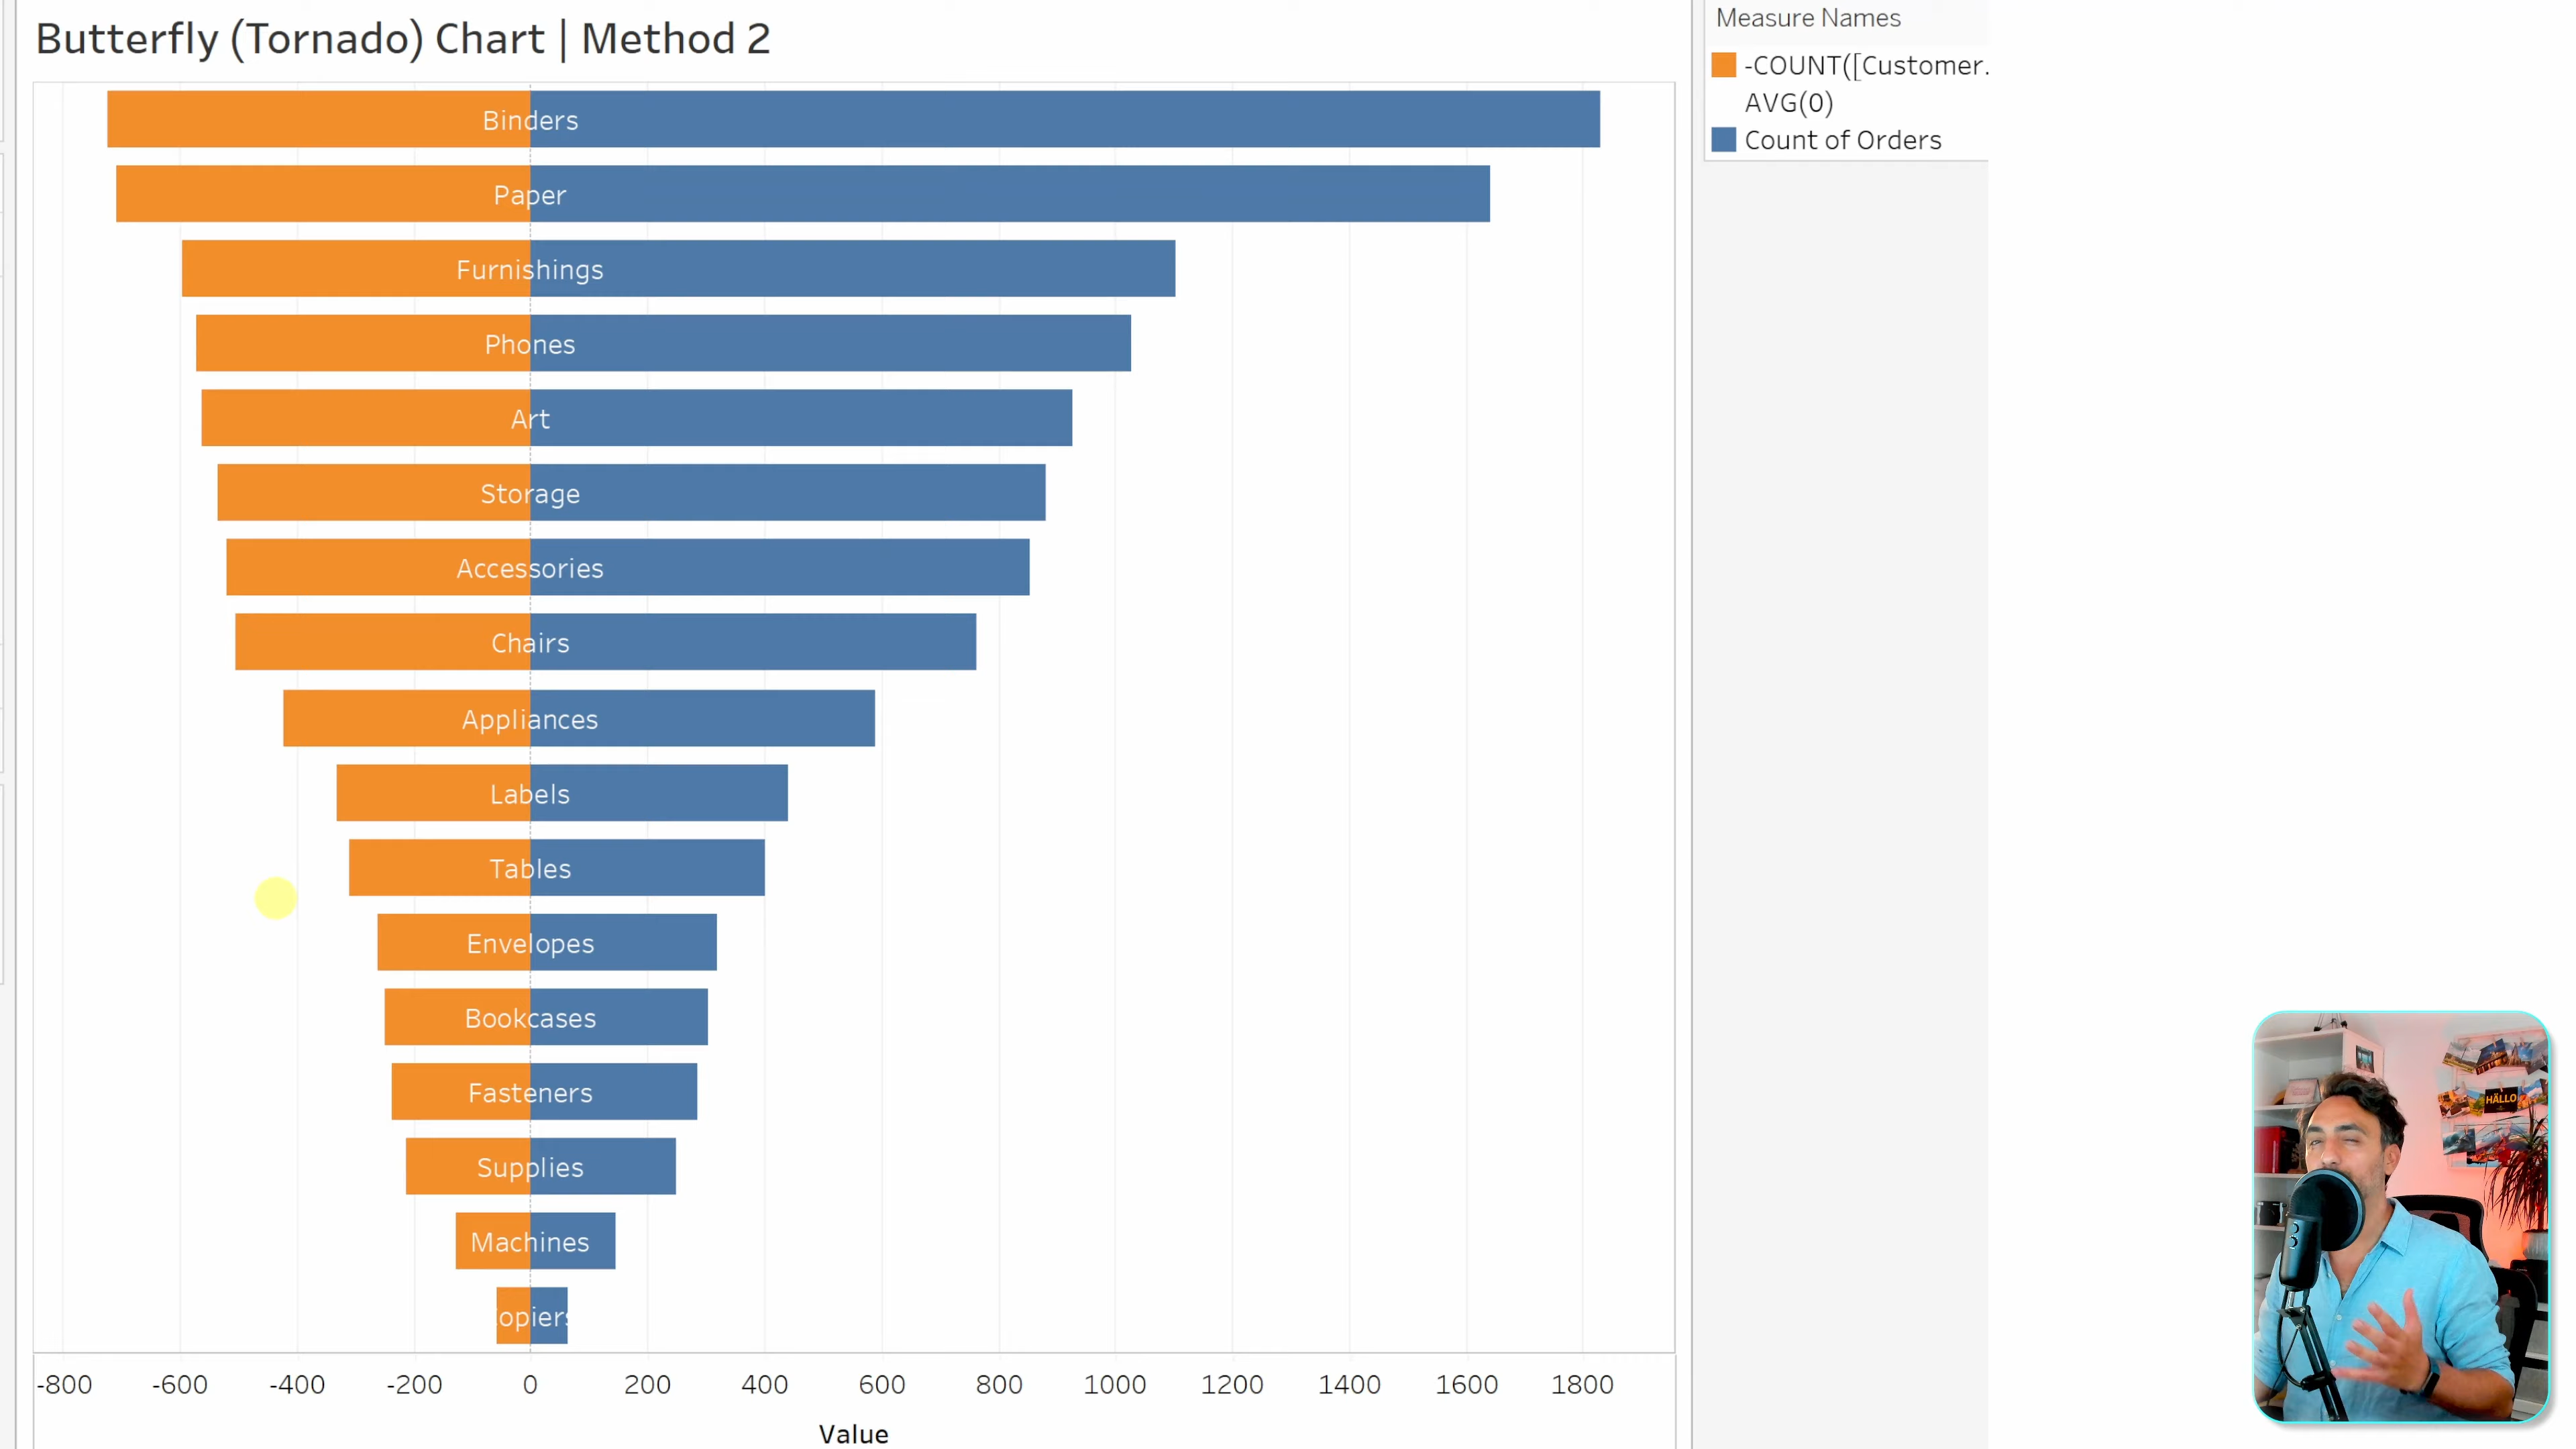 Butterfly (Tornado) Chart | Method 2
Binders
Paper
Furnishings
Phones
Art
Storage
Accessories
Chairs
Appliances
Labels
Tables
Envelopes
Bookcases
Fasteners
Supplies
Machines
opiers
-800 -600 -400 -200 0 200 400 600 800 1000 1200 1400 1600 1800
Value
Measure Names
-COUNT([Customer.
AVG(0)
Count of Orders
HÄLLO